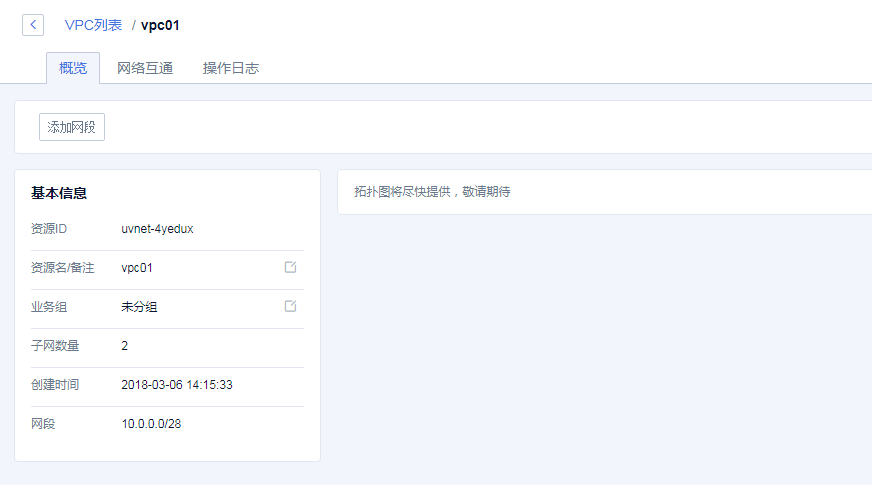 VPC列表 / vpc01
概览 网络互通 操作日志
添加网段
基本信息
资源ID uvnet-4yedux
资源名/备注 vpc01
业务组 未分组
子网数量 2
创建时间 2018-03-06 14:15:33
网段 10.0.0.0/28
拓扑图将尽快提供，敬请期待